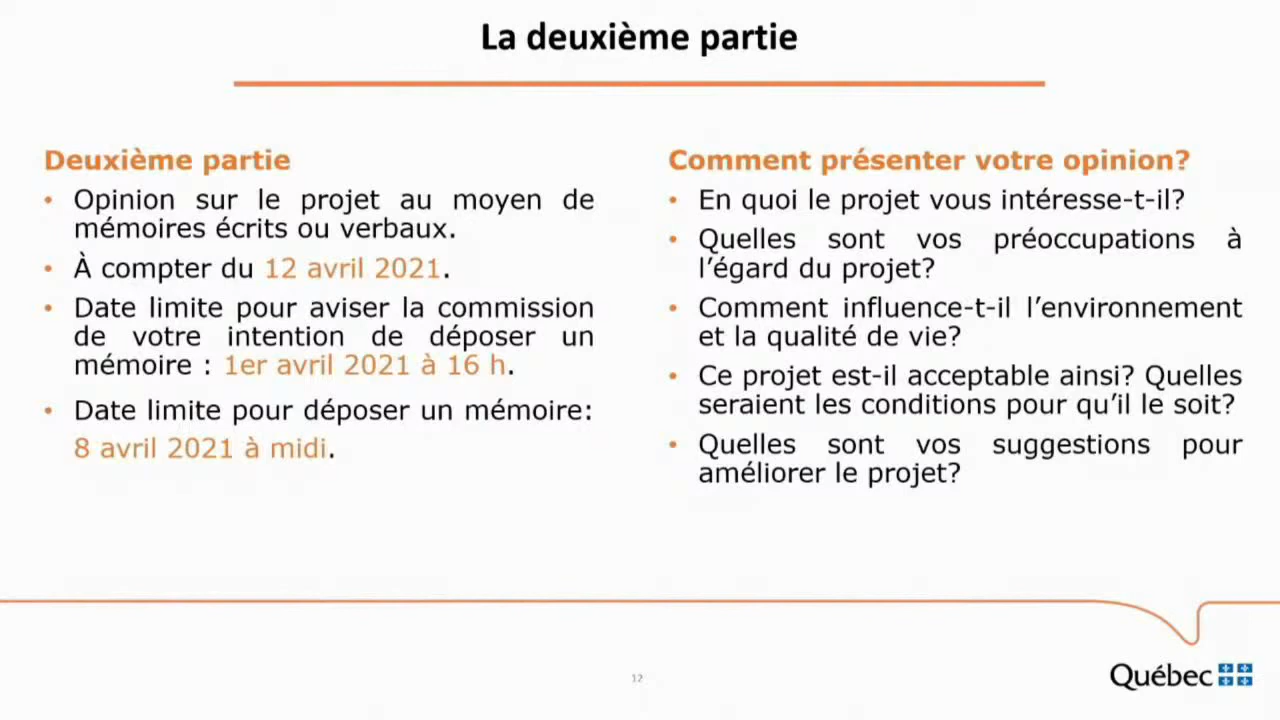 La deuxième partie
Deuxième partie
• Opinion sur le projet au moyen de
mémoires écrits ou verbaux.
• À compter du 12 avril 2021.
• Date limite pour aviser la commission
de votre intention de déposer un
mémoire : 1er avril 2021 à 16 h.
• Date limite pour déposer un mémoire:
8 avril 2021 à midi.
Comment présenter votre opinion?
• En quoi le projet vous intéresse-t-il?
• Quelles sont vos préoccupations à
l’égard du projet?
• Comment influence-t-il l’environnement
et la qualité de vie?
• Ce projet est-il acceptable ainsi? Quelles
seraient les conditions pour qu’il le soit?
• Quelles sont vos suggestions pour
améliorer le projet?
12
Québec